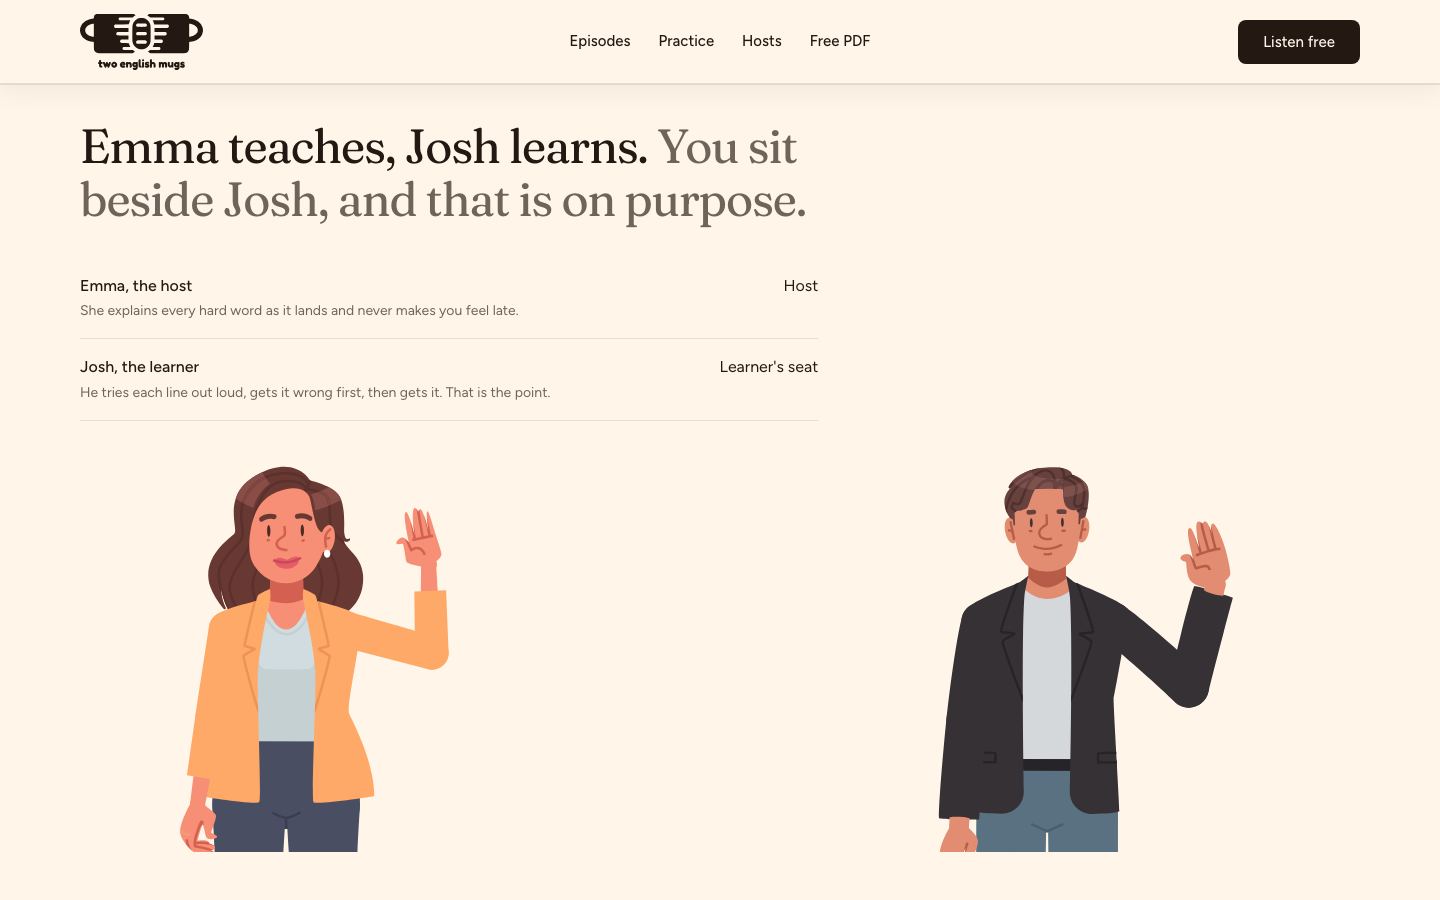 two english mugs
Episodes
Practice
Hosts
Free PDF
Listen free
Emma teaches, Josh learns. You sit
beside Josh, and that is on purpose.
Emma, the host
Host
She explains every hard word as it lands and never makes you feel late.
Josh, the learner
Learner's seat
He tries each line out loud, gets it wrong first, then gets it. That is the point.